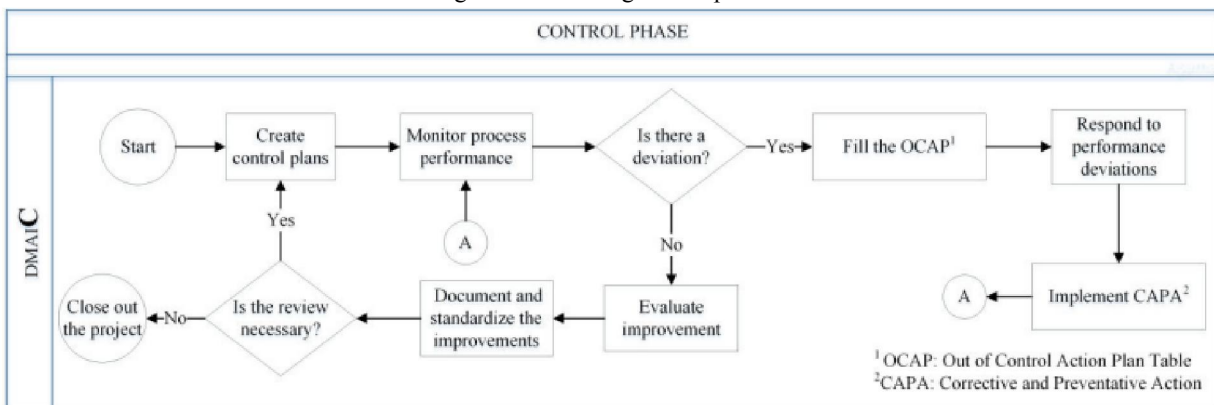 CONTROL PHASE
DMAIC
Start
Create
control plans
Monitor process
performance
Is there a
deviation?
Yes
Fill the OCAP¹
Respond to
performance
deviations
Yes
A
No
Close out
the project
No
Is the review
necessary?
Document and
standardize the
improvements
Evaluate
improvement
A
Implement CAPA²
¹ OCAP: Out of Control Action Plan Table
²CAPA: Corrective and Preventative Action